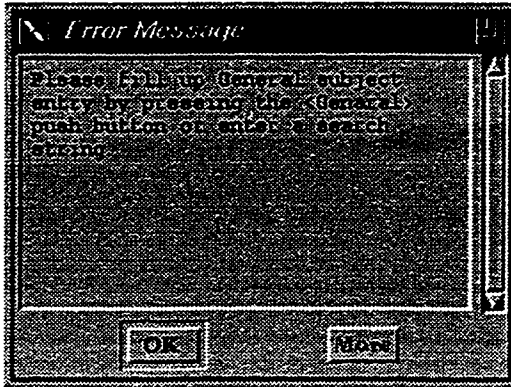 Error Message
Please fill up General subject
entry by pressing the <General>
push button or enter a search
string
OK
More